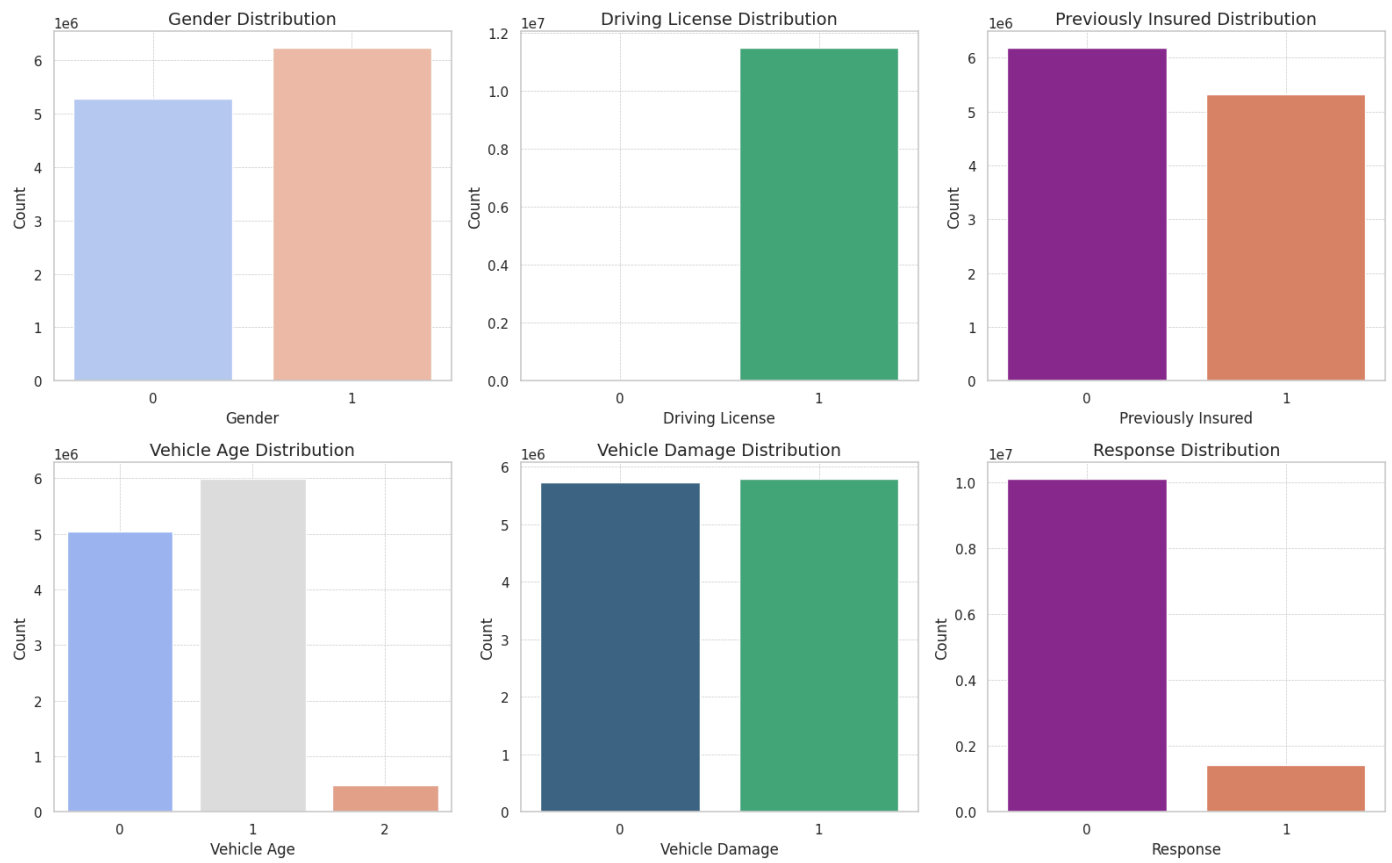 Gender Distribution
1e6
6
5
4
3
2
1
0
Count
0 1
Gender
Driving License Distribution
1e7
1.2
1.0
0.8
0.6
0.4
0.2
0.0
Count
0 1
Driving License
Previously Insured Distribution
1e6
6
5
4
3
2
1
0
Count
0 1
Previously Insured
Vehicle Age Distribution
1e6
6
5
4
3
2
1
0
Count
0 1 2
Vehicle Age
Vehicle Damage Distribution
1e6
6
5
4
3
2
1
0
Count
0 1
Vehicle Damage
Response Distribution
1e7
1.0
0.8
0.6
0.4
0.2
0.0
Count
0 1
Response